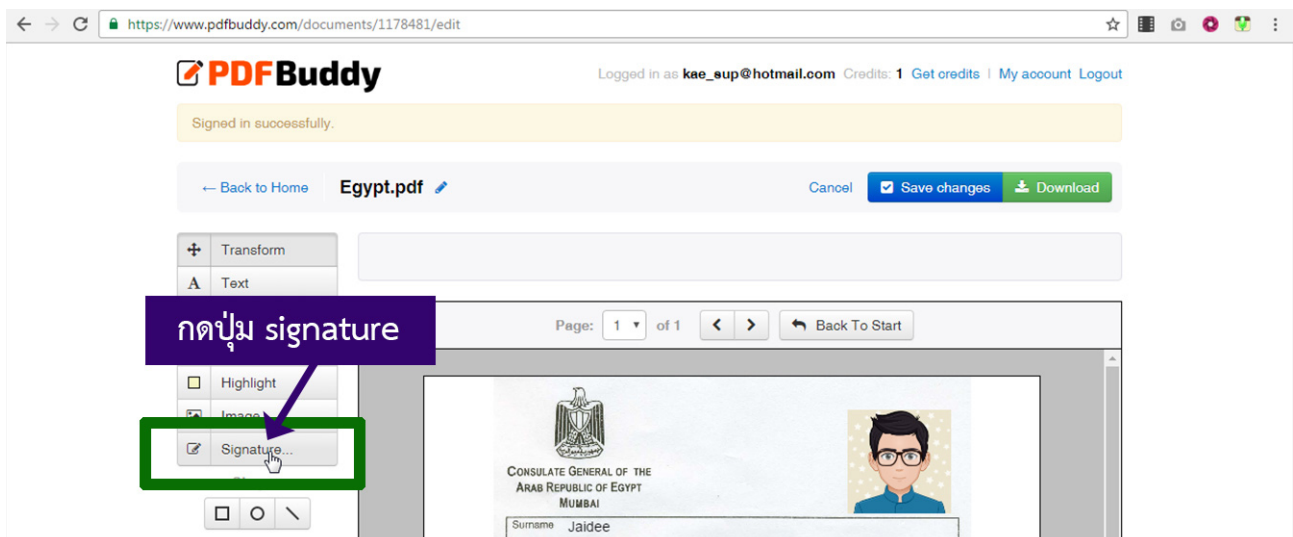 https://www.pdfbuddy.com/documents/1178481/edit
PDFBuddy
Logged in as kae_sup@hotmail.com Credits: 1 Get credits | My account Logout
Signed in successfully.
← Back to Home Egypt.pdf Cancel Save changes Download
Transform
A Text
กดปุ่ม signature
Page: 1 of 1 Back To Start
Highlight
Image
Signature...
CONSULATE GENERAL OF THE
ARAB REPUBLIC OF EGYPT
MUMBAI
Surname Jaidee